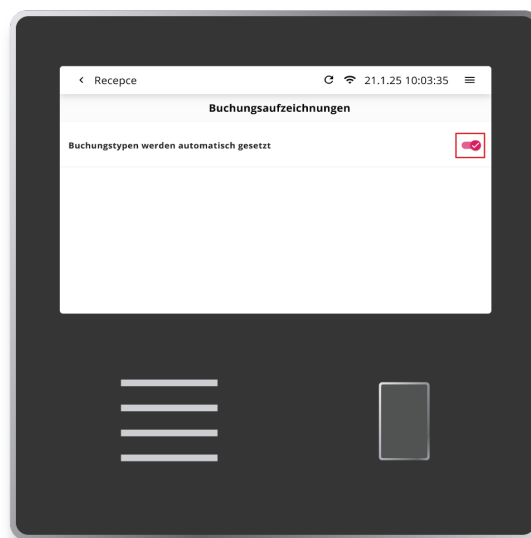 Recepce 21.1.25 10:03:35
Buchungsaufzeichnungen
Buchungstypen werden automatisch gesetzt